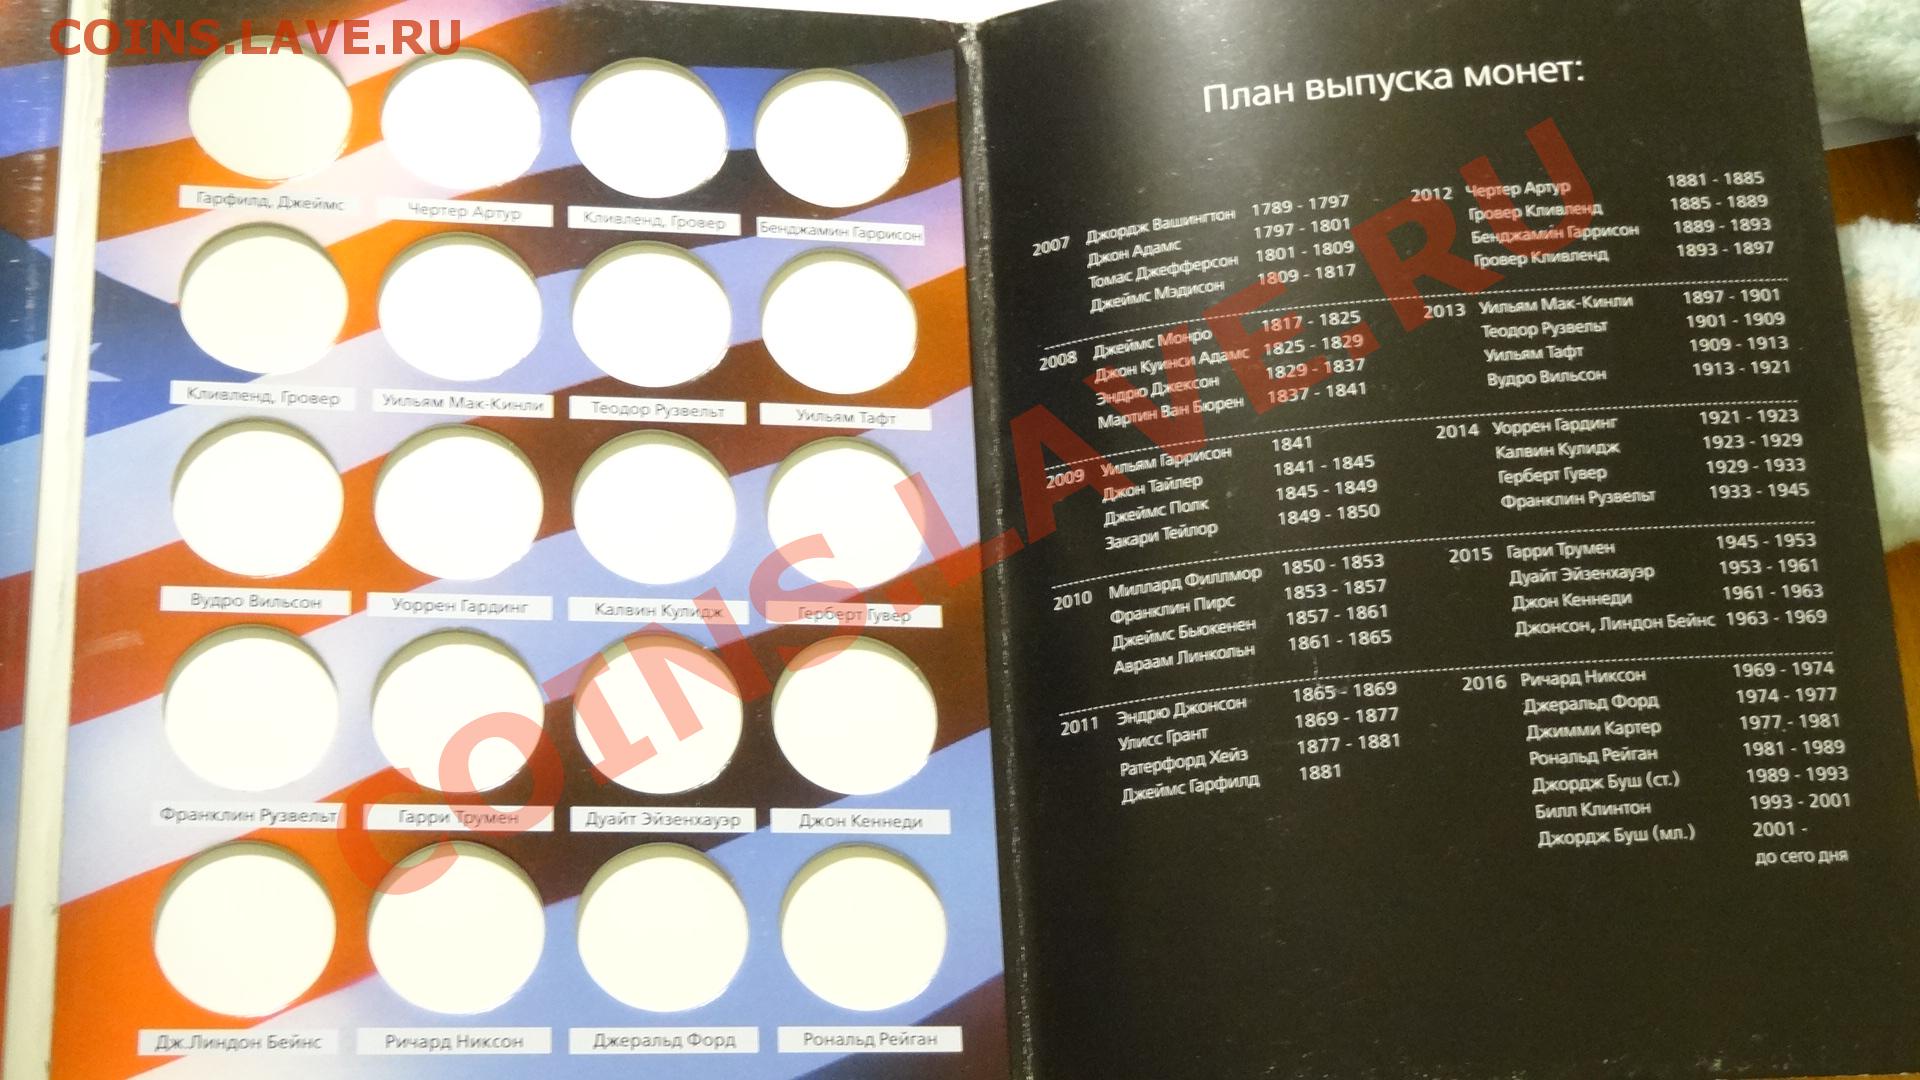 COINS.LAVE.RU
Гарфилд, Джеймс
Чертер Артур
Кливленд, Гровер
Бенджамин Гаррисон
Кливленд, Гровер
Уильям Мак-Кинли
Теодор Рузвельт
Уильям Тафт
Вудро Вильсон
Уоррен Гардинг
Калвин Кулидж
Герберт Гувер
Франклин Рузвельт
Гарри Трумен
Дуайт Эйзенхауэр
Джон Кеннеди
Дж.Линдон Бейнс
Ричард Никсон
Джеральд Форд
Рональд Рейган
План выпуска монет:
2007 Джордж Вашингтон 1789 - 1797
Джон Адамс 1797 - 1801
Томас Джефферсон 1801 - 1809
Джеймс Мэдисон 1809 - 1817
2008 Джеймс Монро 1817 - 1825
Джон Куинси Адамс 1825 - 1829
Эндрю Джексон 1829 - 1837
Мартин Ван Бюрен 1837 - 1841
2009 Уильям Гаррисон 1841
Джон Тайлер 1841 - 1845
Джеймс Полк 1845 - 1849
Закари Тейлор 1849 - 1850
2010 Миллард Филлмор 1850 - 1853
Франклин Пирс 1853 - 1857
Джеймс Бьюкенен 1857 - 1861
Авраам Линкольн 1861 - 1865
2011 Эндрю Джонсон 1865 - 1869
Улисс Грант 1869 - 1877
Ратерфорд Хейз 1877 - 1881
Джеймс Гарфилд 1881
2012 Чертер Артур 1881 - 1885
Гровер Кливленд 1885 - 1889
Бенджамин Гаррисон 1889 - 1893
Гровер Кливленд 1893 - 1897
2013 Уильям Мак-Кинли 1897 - 1901
Теодор Рузвельт 1901 - 1909
Уильям Тафт 1909 - 1913
Вудро Вильсон 1913 - 1921
2014 Уоррен Гардинг 1921 - 1923
Калвин Кулидж 1923 - 1929
Герберт Гувер 1929 - 1933
Франклин Рузвельт 1933 - 1945
2015 Гарри Трумен 1945 - 1953
Дуайт Эйзенхауэр 1953 - 1961
Джон Кеннеди 1961 - 1963
Джонсон, Линдон Бейнс 1963 - 1969
2016 Ричард Никсон 1969 - 1974
Джеральд Форд 1974 - 1977
Джимми Картер 1977 - 1981
Рональд Рейган 1981 - 1989
Джордж Буш (ст.) 1989 - 1993
Билл Клинтон 1993 - 2001
Джордж Буш (мл.) 2001 -
до сего дня
COINS.LAVE.RU